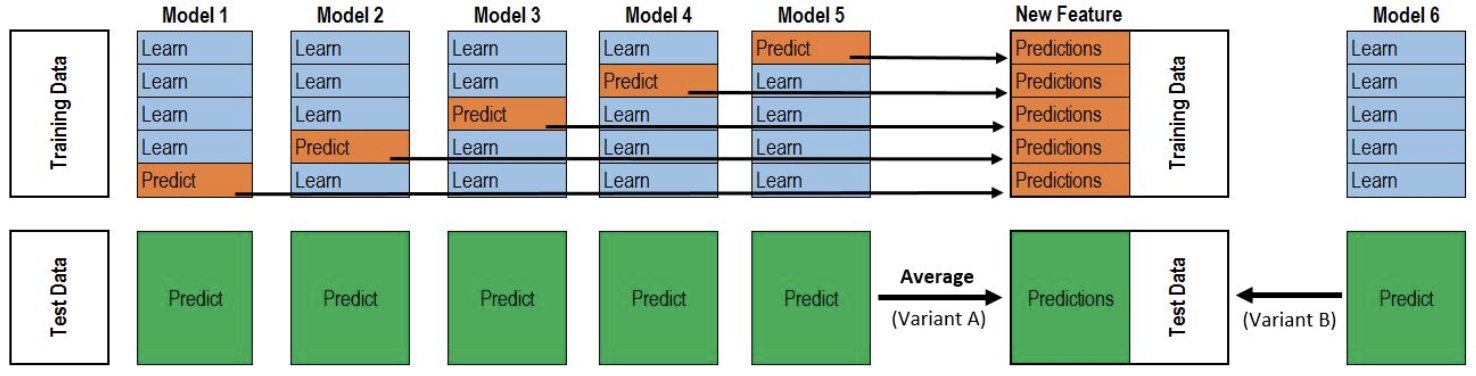 Model 1 Model 2 Model 3 Model 4 Model 5 New Feature Model 6
Training Data
Learn Learn Learn Learn Predict Predictions Learn
Learn Learn Learn Predict Learn Predictions Learn
Learn Learn Predict Learn Learn Predictions Learn
Learn Predict Learn Learn Learn Predictions Learn
Predict Learn Learn Learn Learn Predictions Learn
Training Data
Test Data
Predict Predict Predict Predict Predict
Average
(Variant A)
Predictions
Test Data
(Variant B)
Predict